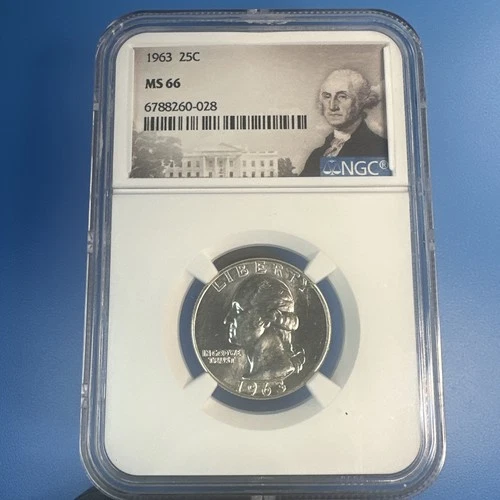 1963 25C
MS 66
6788260-028
NGC®
LIBERTY
IN GOD WE
TRUST
1963